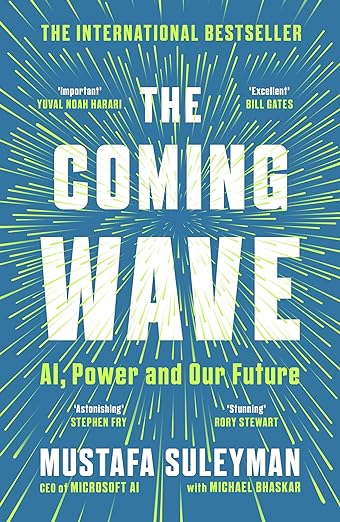 THE INTERNATIONAL BESTSELLER
‘Important’
YUVAL NOAH HARARI
‘Excellent’
BILL GATES
THE
COMING
WAVE
AI, Power and Our Future
‘Astonishing’
STEPHEN FRY
‘Stunning’
RORY STEWART
MUSTAFA SULEYMAN
CEO of MICROSOFT AI
with MICHAEL BHASKAR